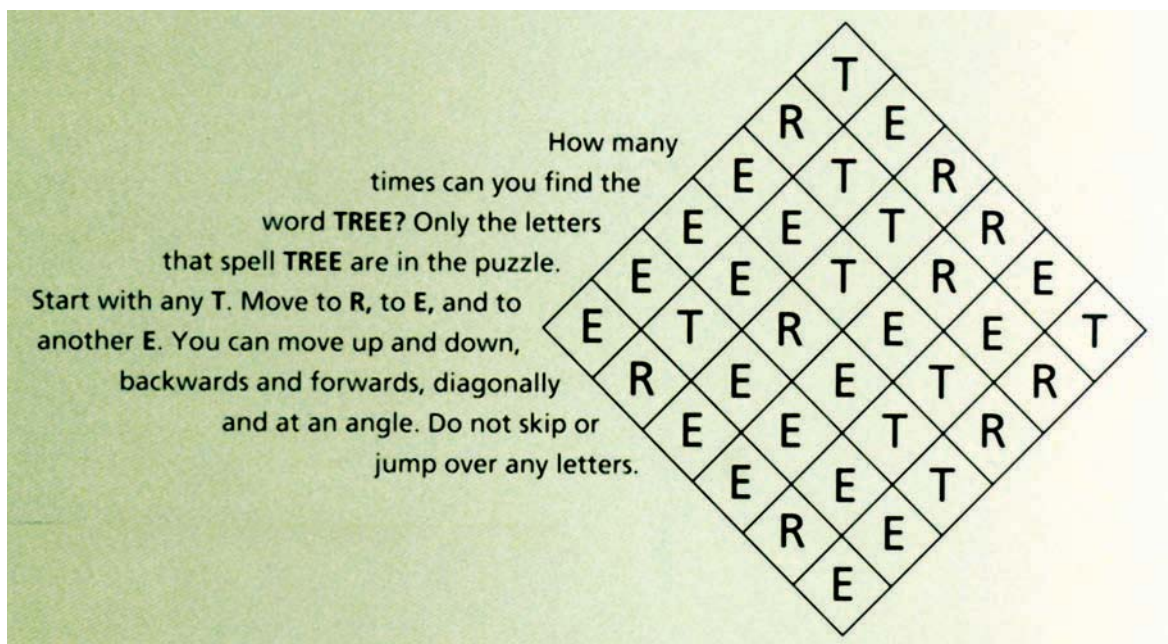 How many
times can you find the
word TREE? Only the letters
that spell TREE are in the puzzle.
Start with any T. Move to R, to E, and to
another E. You can move up and down,
backwards and forwards, diagonally
and at an angle. Do not skip or
jump over any letters.
T
R E
E T R
E E T R
E E T R E
E T R E E T
R E E T R
E E T R
E E T
R E
E